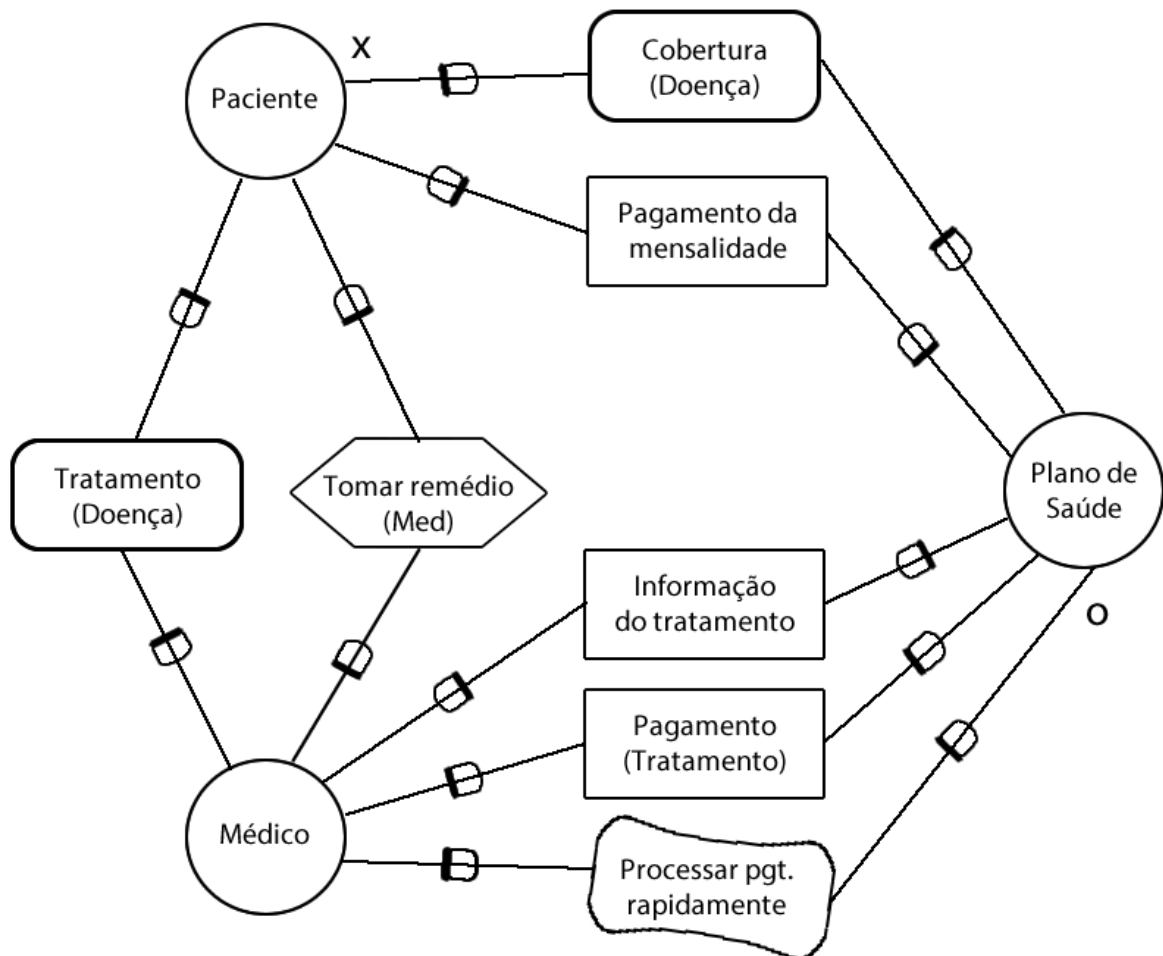 X
Paciente
Cobertura
(Doença)
Pagamento da
mensalidade
Tratamento
(Doença)
Tomar remédio
(Med)
Plano de
Saúde
Informação
do tratamento
O
Pagamento
(Tratamento)
Médico
Processar pgt.
rapidamente